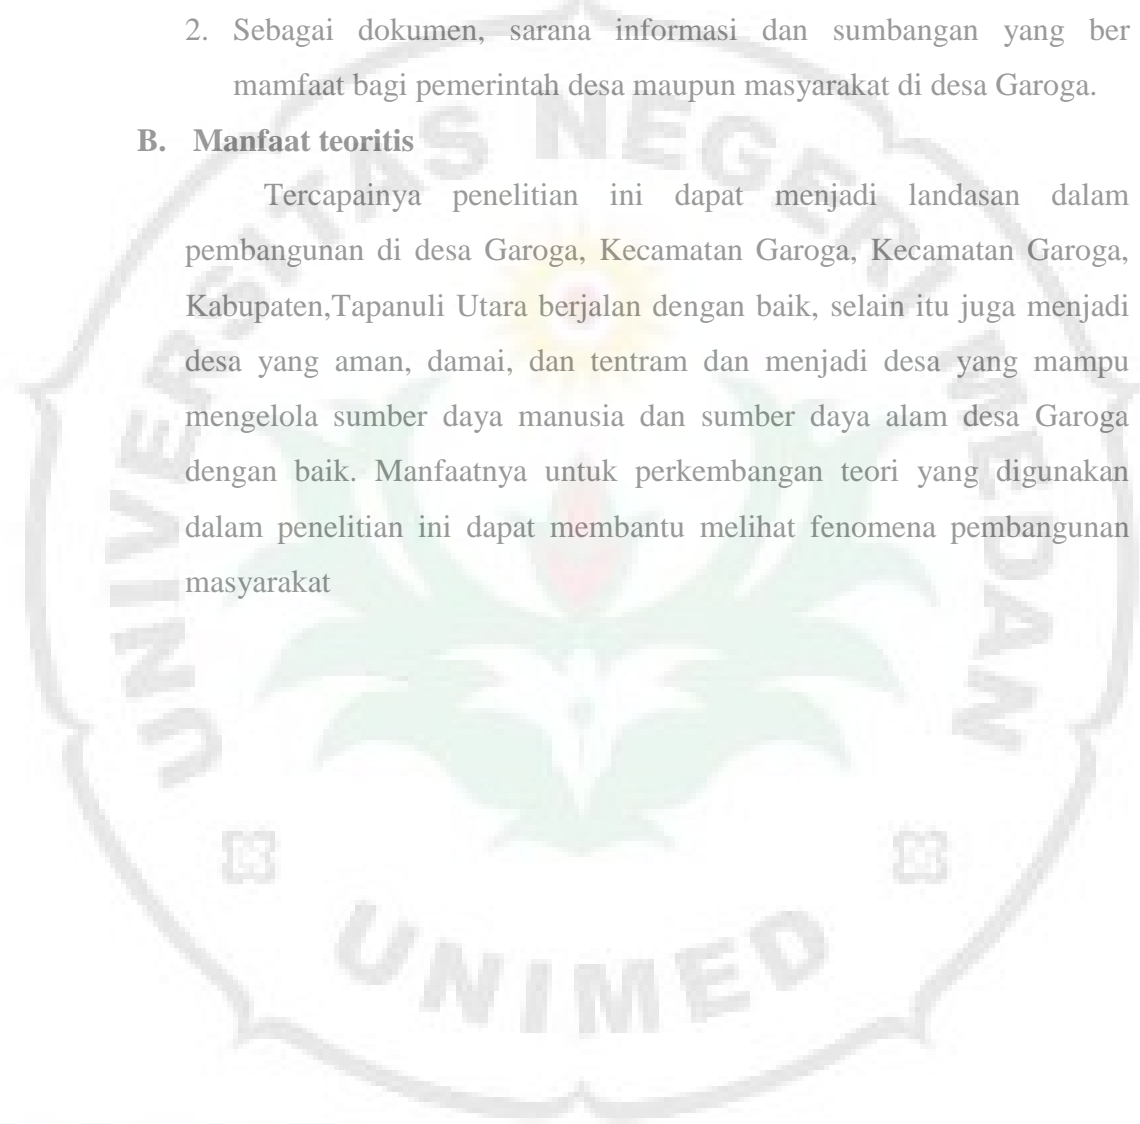 2. Sebagai dokumen, sarana informasi dan sumbangan yang ber
mamfaat bagi pemerintah desa maupun masyarakat di desa Garoga.
B. Manfaat teoritis
Tercapainya penelitian ini dapat menjadi landasan dalam
pembangunan di desa Garoga, Kecamatan Garoga, Kecamatan Garoga,
Kabupaten,Tapanuli Utara berjalan dengan baik, selain itu juga menjadi
desa yang aman, damai, dan tentram dan menjadi desa yang mampu
mengelola sumber daya manusia dan sumber daya alam desa Garoga
dengan baik. Manfaatnya untuk perkembangan teori yang digunakan
dalam penelitian ini dapat membantu melihat fenomena pembangunan
masyarakat
UNIVERSITAS NEGERI MEDAN
UNIMED